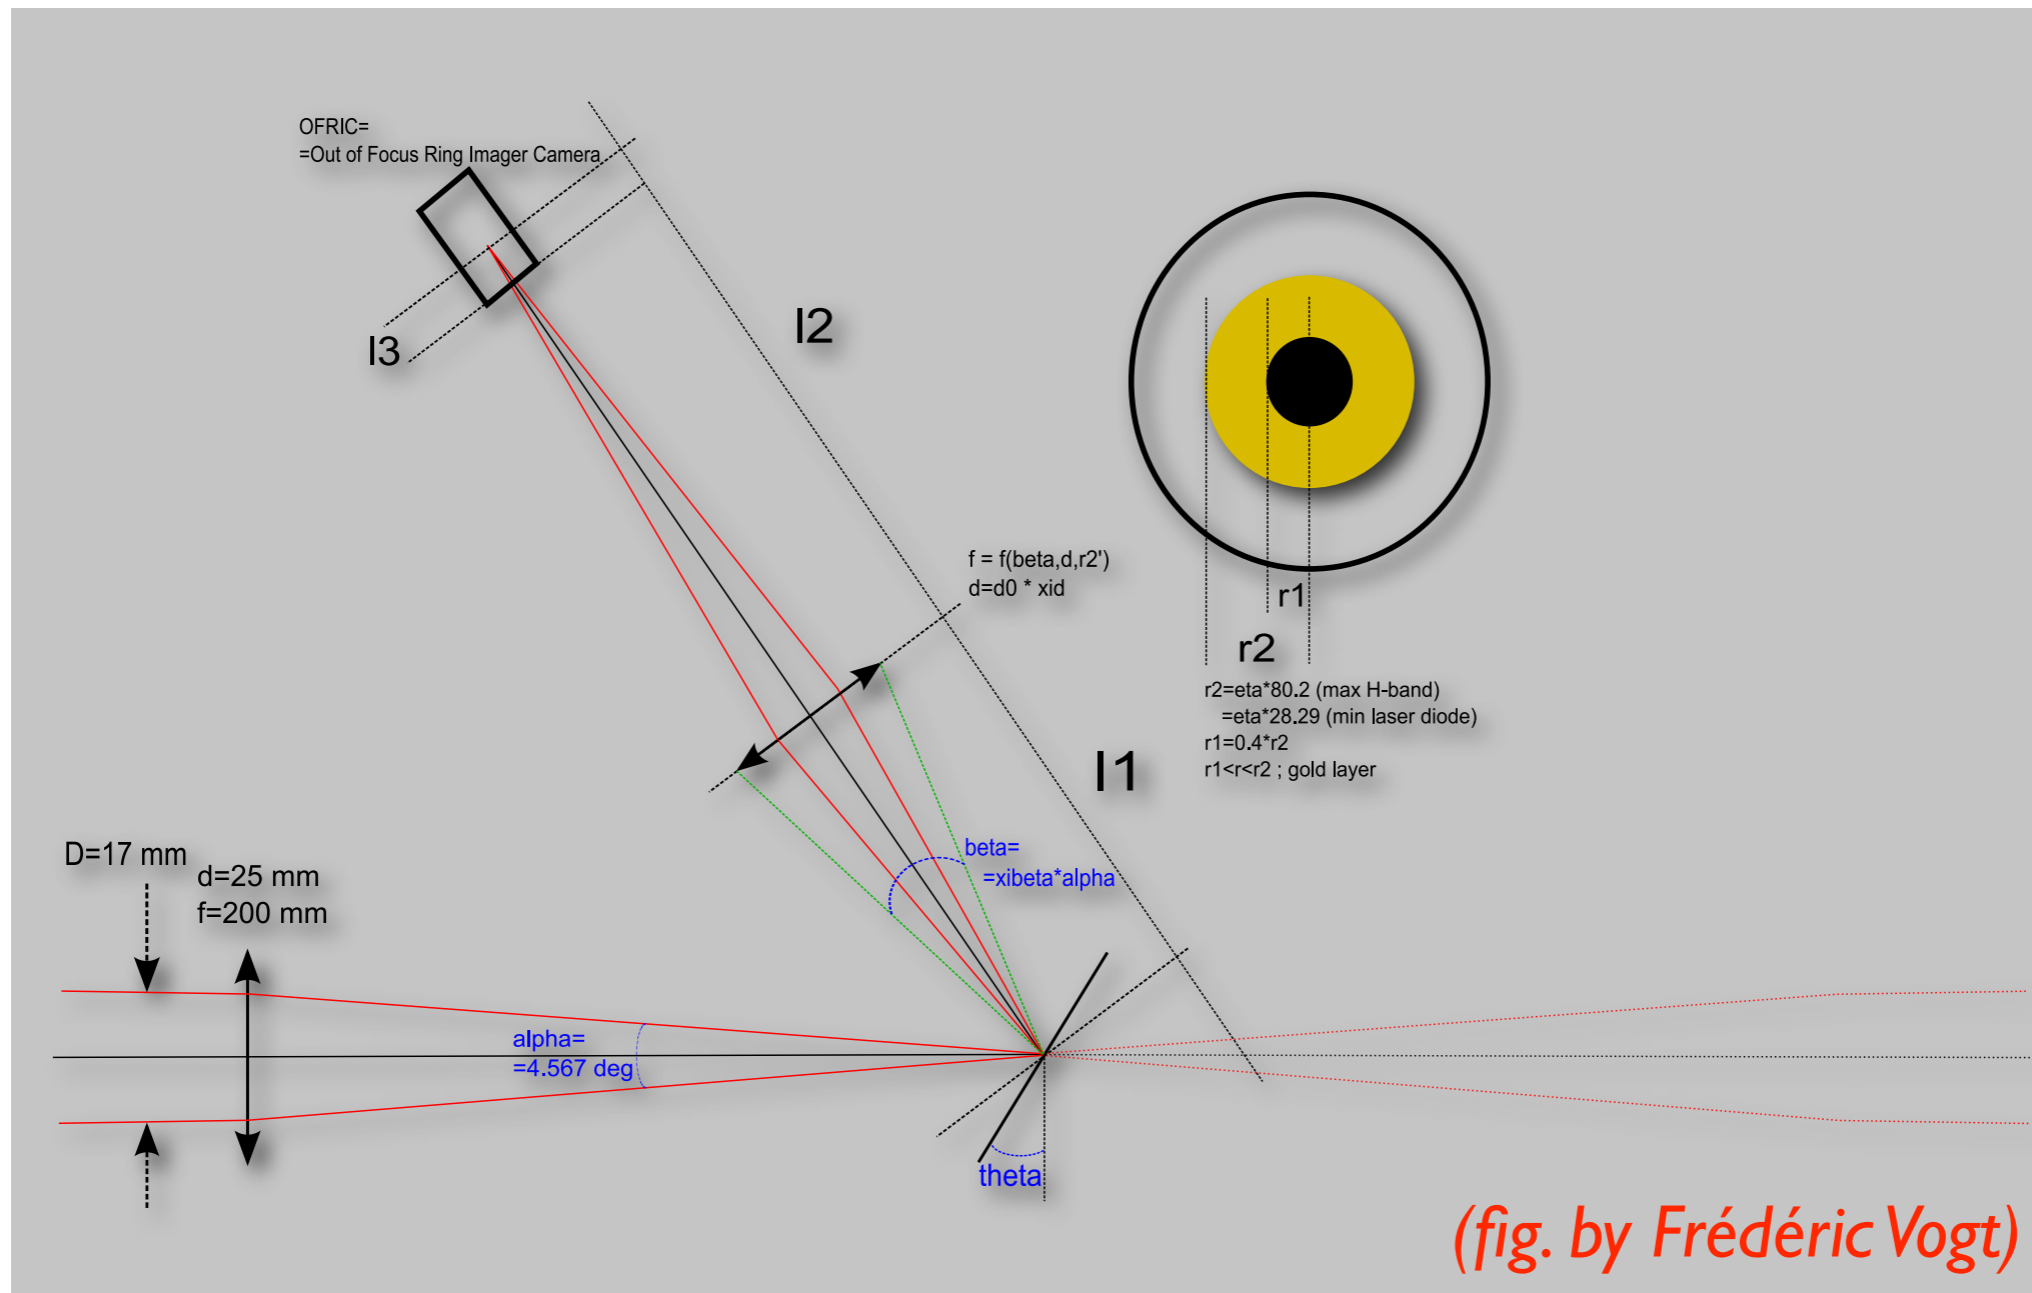 OFRIC=
=Out of Focus Ring Imager Camera
l2
l3
f = f(beta,d,r2')
d=d0 * xid
r1
r2
r2=eta*80.2 (max H-band)
=eta*28.29 (min laser diode)
r1=0.4*r2
r1<r<r2 ; gold layer
l1
D=17 mm
d=25 mm
f=200 mm
beta=
=xibeta*alpha
alpha=
=4.567 deg
theta
(fig. by Frédéric Vogt)